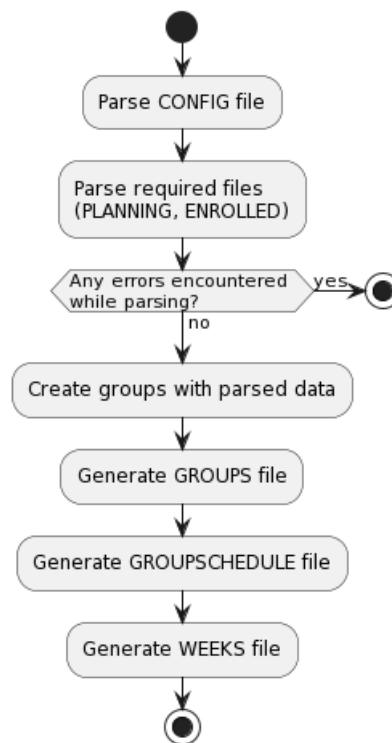 Parse CONFIG file
Parse required files
(PLANNING, ENROLLED)
Any errors encountered
while parsing?
yes
no
Create groups with parsed data
Generate GROUPS file
Generate GROUPSCHEDULE file
Generate WEEKS file